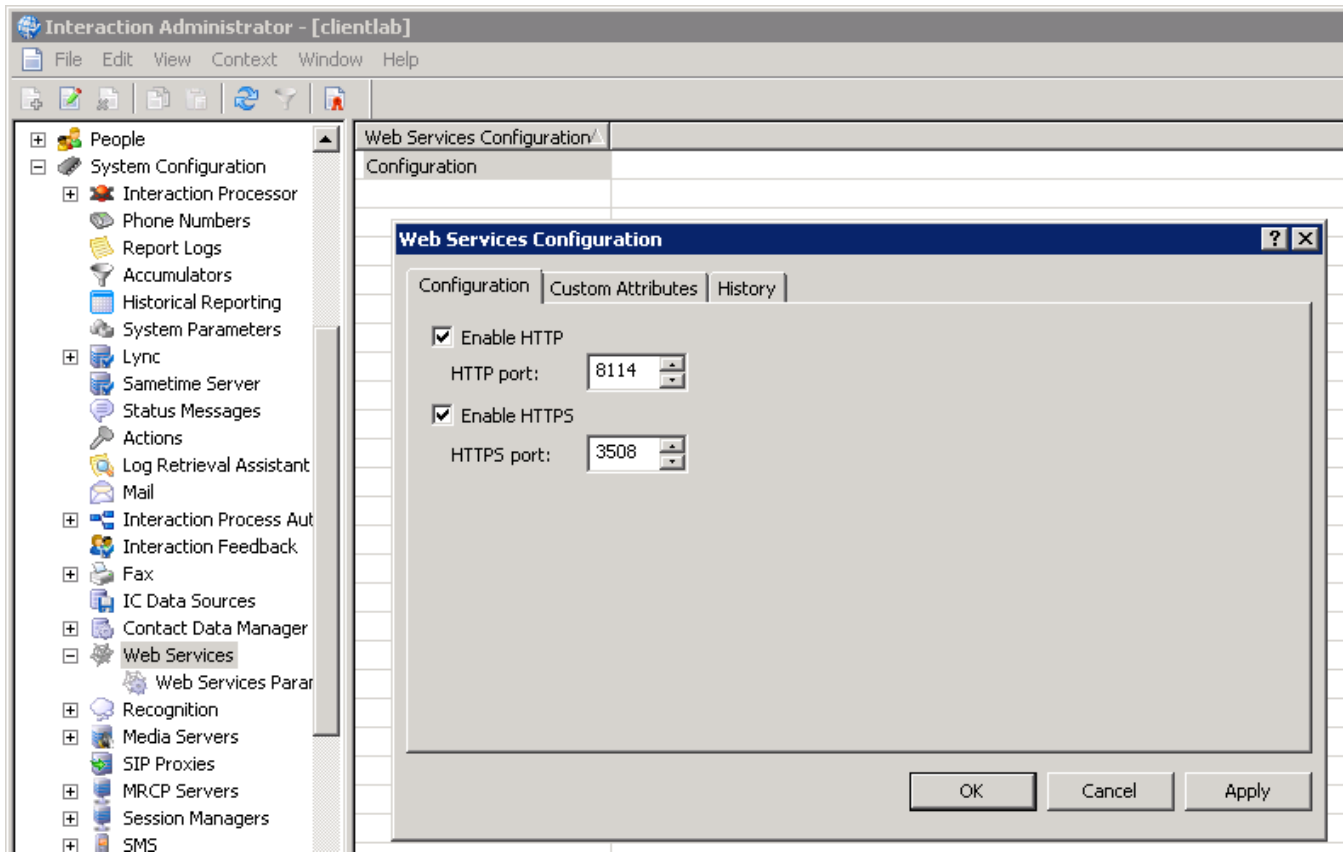 Interaction Administrator - [clientlab]
File Edit View Context Window Help
People
System Configuration
Interaction Processor
Phone Numbers
Report Logs
Accumulators
Historical Reporting
System Parameters
Lync
Sametime Server
Status Messages
Actions
Log Retrieval Assistant
Mail
Interaction Process Aut
Interaction Feedback
Fax
IC Data Sources
Contact Data Manager
Web Services
Web Services Parar
Recognition
Media Servers
SIP Proxies
MRCP Servers
Session Managers
SMS
Web Services Configuration
Configuration
Web Services Configuration
Configuration Custom Attributes History
Enable HTTP
HTTP port: 8114
Enable HTTPS
HTTPS port: 3508
OK Cancel Apply